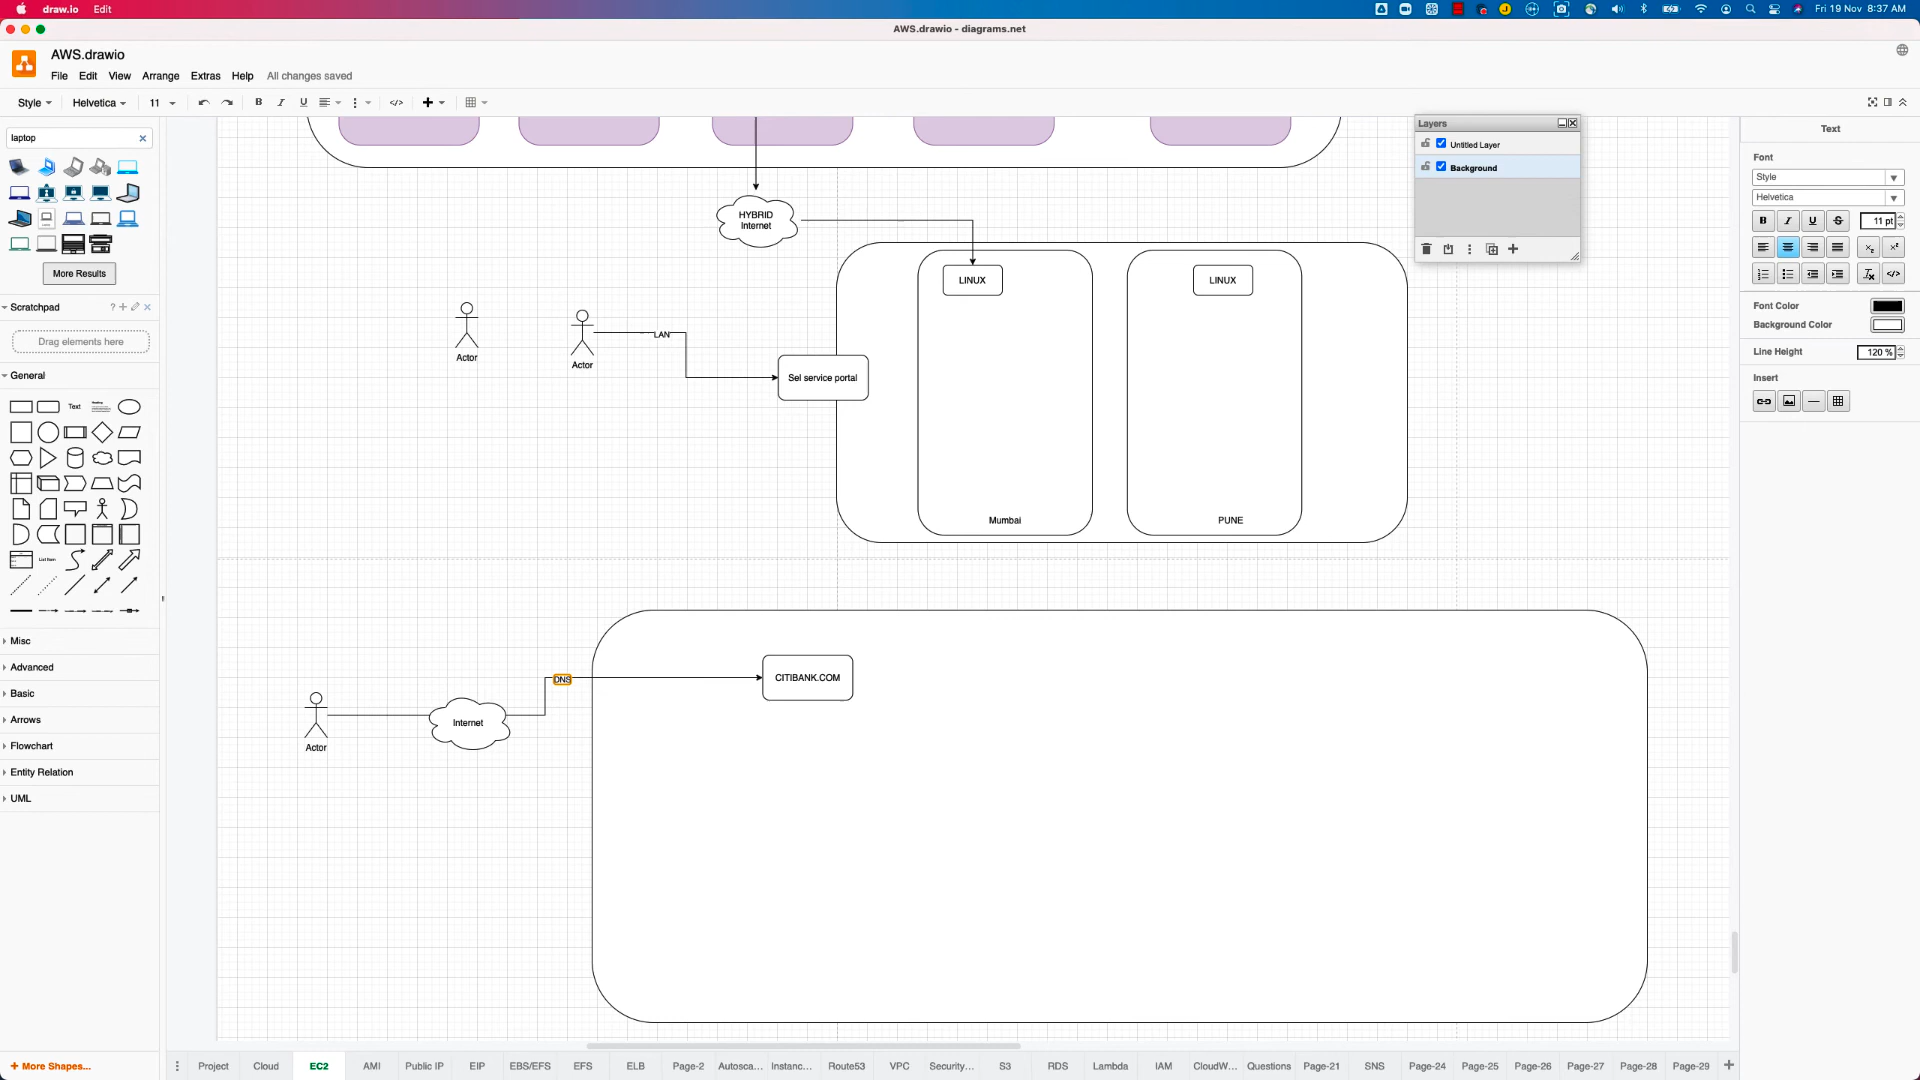 draw.io Edit
Fri 19 Nov 8:37 AM
AWS.drawio - diagrams.net
AWS.drawio
File Edit View Arrange Extras Help All changes saved
Style Helvetica 11
laptop
More Results
Scratchpad
Drag elements here
General
Text
Heading
List Item
Misc
Advanced
Basic
Arrows
Flowchart
Entity Relation
UML
+ More Shapes...
HYBRID
Internet
Actor
Actor
LAN
Sel service portal
LINUX
LINUX
Mumbai
PUNE
Actor
Internet
DNS
CITIBANK.COM
Layers
Untitled Layer
Background
Text
Font
Style
Helvetica
B I U S 11 pt
Font Color
Background Color
Line Height 120 %
Insert
Project Cloud EC2 AMI Public IP EIP EBS/EFS EFS ELB Page-2 Autosca... Instanc... Route53 VPC Security... S3 RDS Lambda IAM CloudW... Questions Page-21 SNS Page-24 Page-25 Page-26 Page-27 Page-28 Page-29